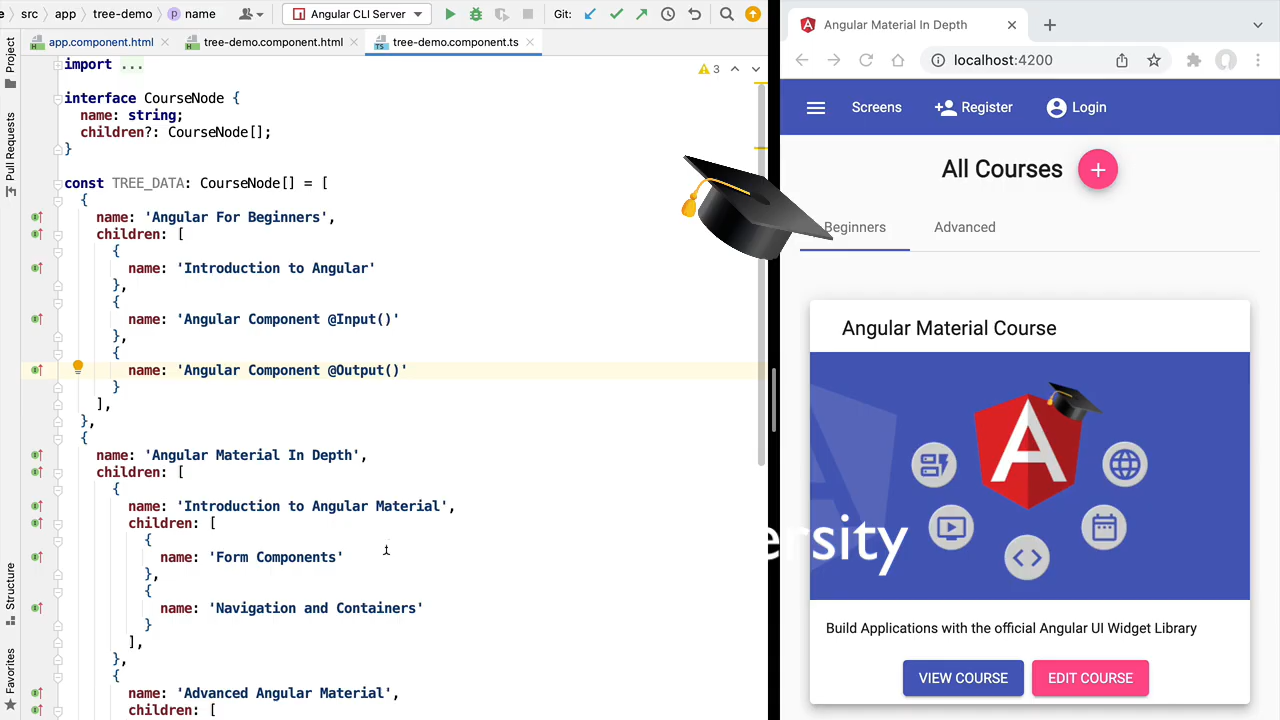 src > app > tree-demo > p name
Angular CLI Server
Git:
app.component.html
tree-demo.component.html
tree-demo.component.ts
Project
Pull Requests
Structure
Favorites
3
import ...
interface CourseNode {
name: string;
children?: CourseNode[];
}
const TREE_DATA: CourseNode[] = [
{
name: 'Angular For Beginners',
children: [
{
name: 'Introduction to Angular'
},
{
name: 'Angular Component @Input()'
},
{
name: 'Angular Component @Output()'
}
],
},
{
name: 'Angular Material In Depth',
children: [
{
name: 'Introduction to Angular Material',
children: [
{
name: 'Form Components'
},
{
name: 'Navigation and Containers'
}
],
},
{
name: 'Advanced Angular Material',
children: [
Angular Material In Depth
localhost:4200
Screens
Register
Login
All Courses +
Beginners
Advanced
Angular Material Course
A
ersity
Build Applications with the official Angular UI Widget Library
VIEW COURSE
EDIT COURSE